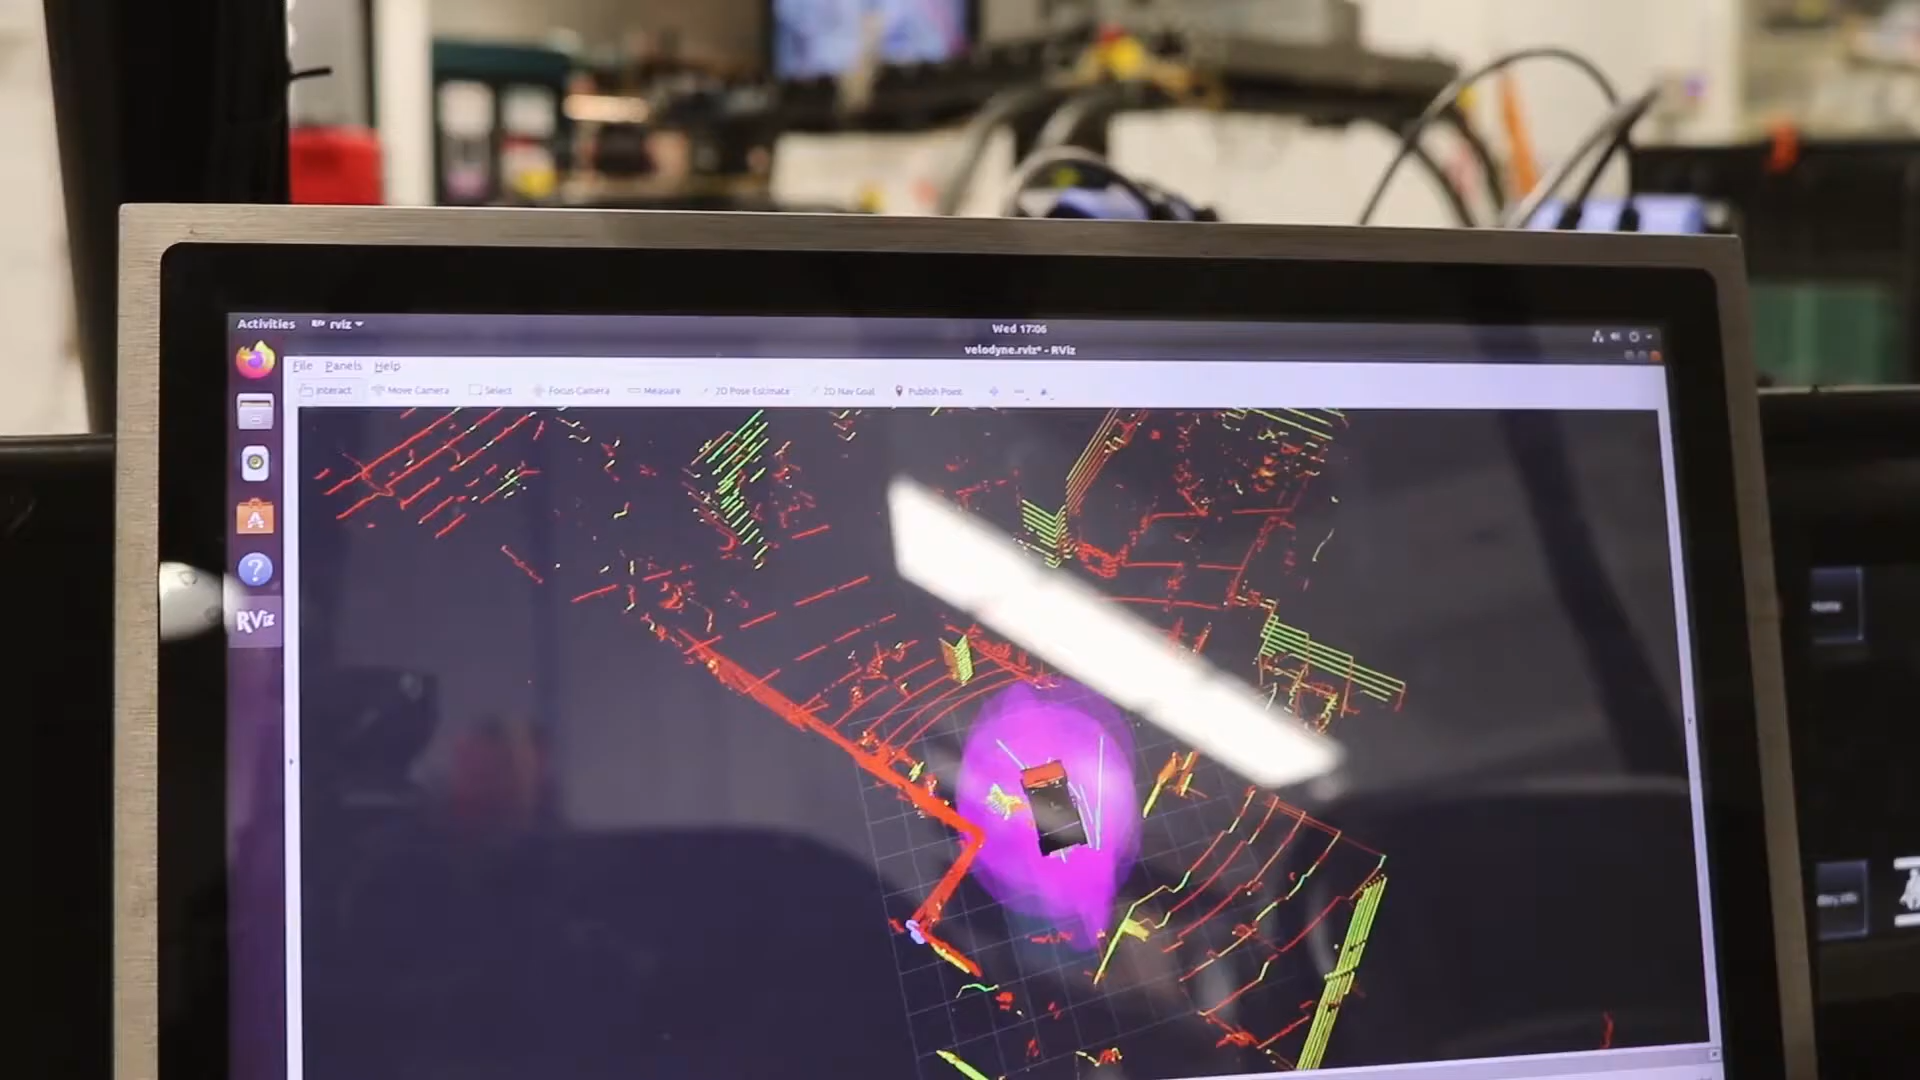 Activities rviz
Wed 17:06
velodyne.rviz* - RViz
File Panels Help
Interact Move Camera Select Focus Camera Measure 2D Pose Estimate 2D Nav Goal Publish Point
RViz
Home